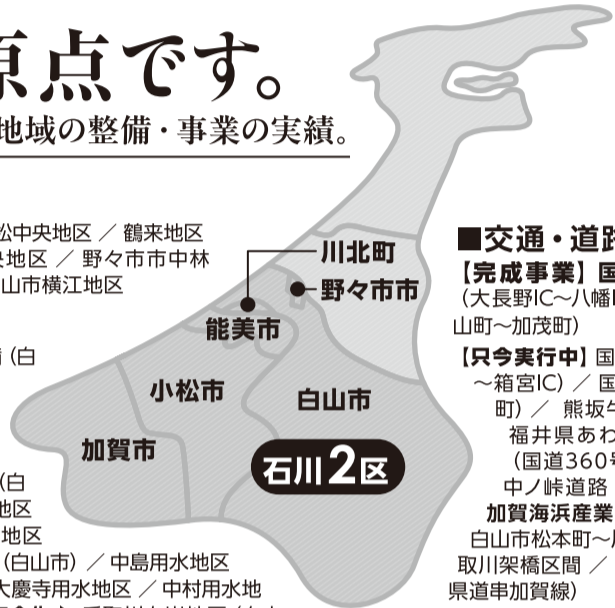 原点です。
地域の整備・事業の実績。
松中央地区 ／ 鶴来地区
央地区 ／ 野々市市中林
山市横江地区
(白
(白
地区
地区
(白山市) ／ 中島用水地区
大慶寺用水地区 ／ 中村用水地
川北町
野々市市
能美市
小松市
白山市
加賀市
石川2区
■交通・道路
【完成事業】国
(大長野IC～八幡I
山町～加茂町)
【只今実行中】国
～箱宮IC) ／ 国
町) ／ 熊坂
福井県あわ
(国道360号
中ノ峠道路
加賀海浜産業
白山市松本町～
取川架橋区間 ／
県道串加賀線)